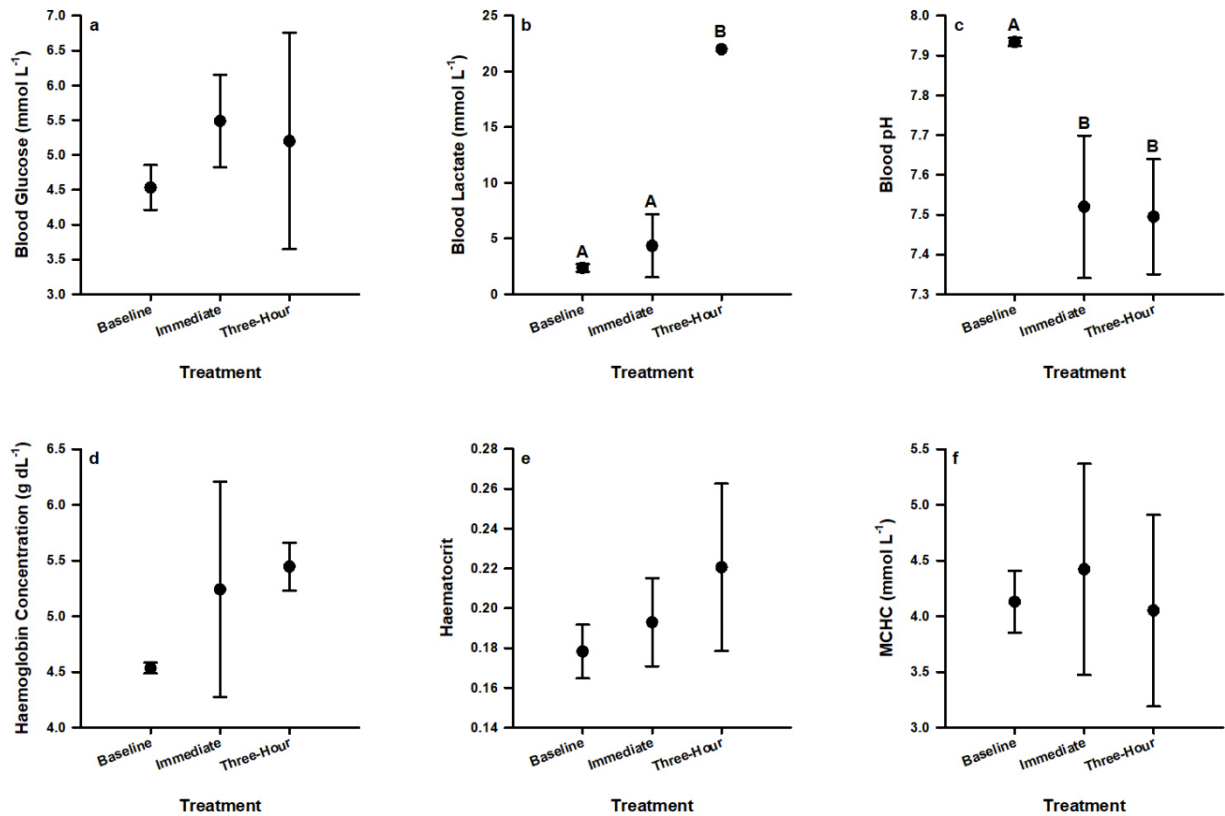 a
Blood Glucose (mmol L⁻¹)
7.0
6.5
6.0
5.5
5.0
4.5
4.0
3.5
3.0
Baseline
Immediate
Three-Hour
Treatment
b
Blood Lactate (mmol L⁻¹)
25
20
15
10
5
0
A
A
B
Baseline
Immediate
Three-Hour
Treatment
c
Blood pH
8.0
7.9
7.7
7.6
7.5
7.4
7.3
A
B
B
Baseline
Immediate
Three-Hour
Treatment
d
Haemoglobin Concentration (g dL⁻¹)
6.5
6.0
5.5
5.0
4.5
4.0
Baseline
Immediate
Three-Hour
Treatment
e
Haematocrit
0.28
0.26
0.24
0.22
0.20
0.18
0.16
0.14
Baseline
Immediate
Three-Hour
Treatment
f
MCHC (mmol L⁻¹)
5.5
5.0
4.5
4.0
3.5
3.0
Baseline
Immediate
Three-Hour
Treatment